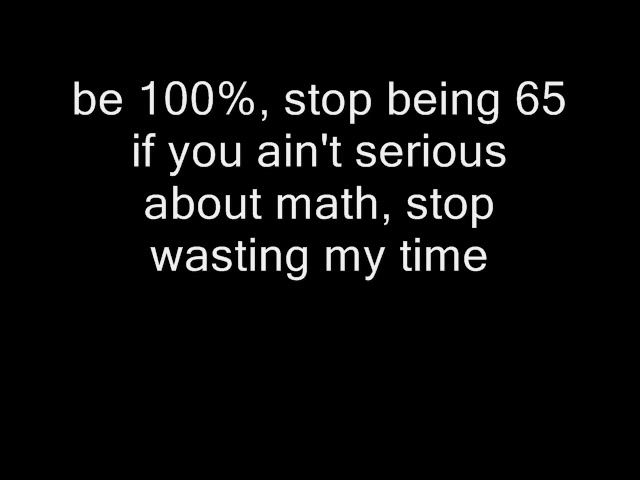 be 100%, stop being 65
if you ain't serious
about math, stop
wasting my time